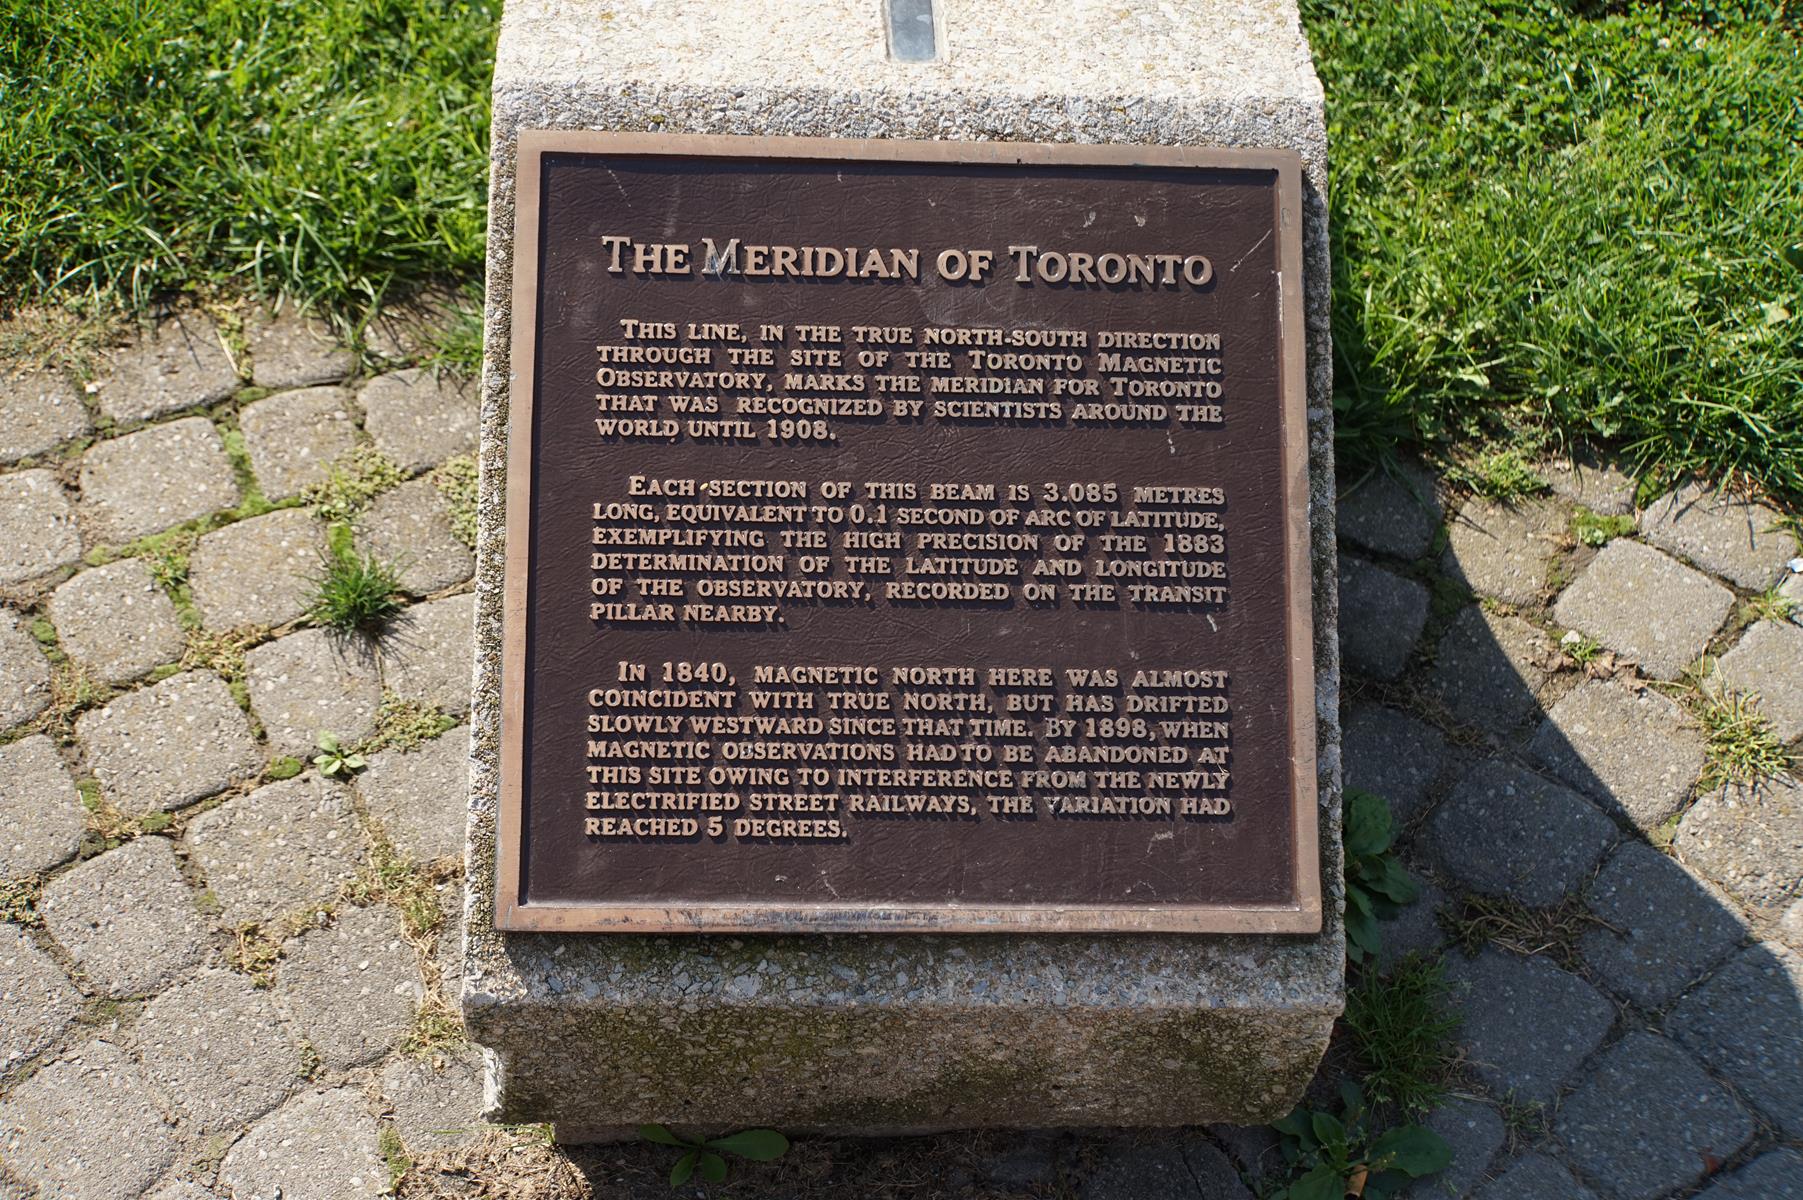 THE MERIDIAN OF TORONTO
THIS LINE, IN THE TRUE NORTH-SOUTH DIRECTION
THROUGH THE SITE OF THE TORONTO MAGNETIC
OBSERVATORY, MARKS THE MERIDIAN FOR TORONTO
THAT WAS RECOGNIZED BY SCIENTISTS AROUND THE
WORLD UNTIL 1908.
EACH SECTION OF THIS BEAM IS 3.085 METRES
LONG, EQUIVALENT TO 0.1 SECOND OF ARC OF LATITUDE,
EXEMPLIFYING THE HIGH PRECISION OF THE 1883
DETERMINATION OF THE LATITUDE AND LONGITUDE
OF THE OBSERVATORY, RECORDED ON THE TRANSIT
PILLAR NEARBY.
IN 1840, MAGNETIC NORTH HERE WAS ALMOST
COINCIDENT WITH TRUE NORTH, BUT HAS DRIFTED
SLOWLY WESTWARD SINCE THAT TIME. BY 1898, WHEN
MAGNETIC OBSERVATIONS HAD TO BE ABANDONED AT
THIS SITE OWING TO INTERFERENCE FROM THE NEWLY
ELECTRIFIED STREET RAILWAYS, THE VARIATION HAD
REACHED 5 DEGREES.